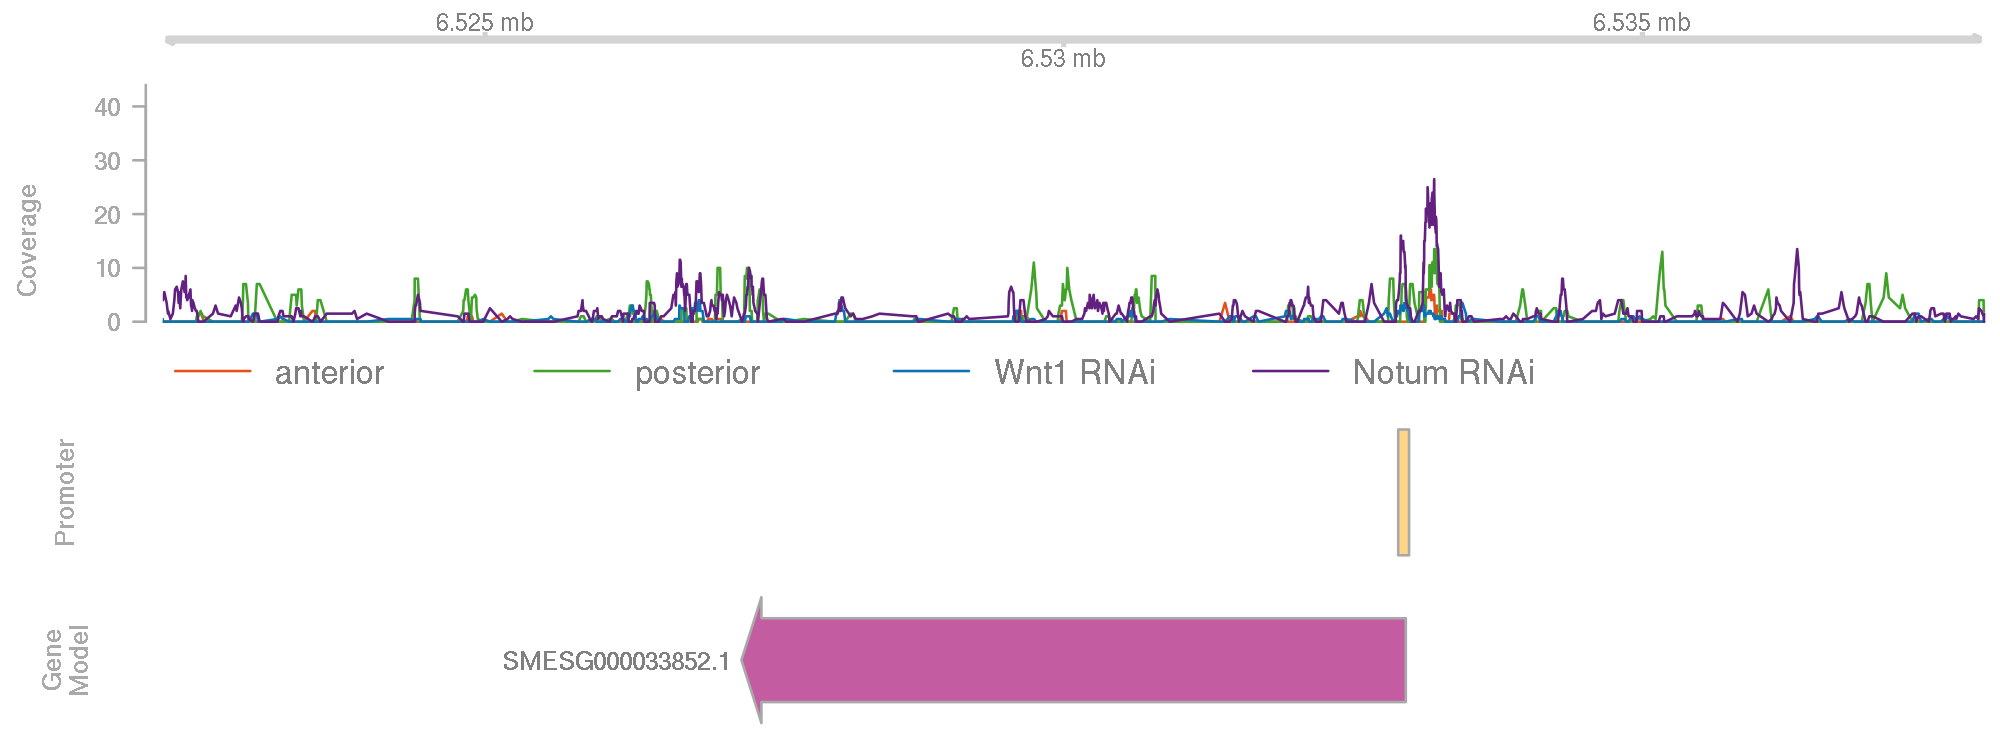 6.525 mb
6.535 mb
6.53 mb
Coverage
40
30
20
10
0
anterior
posterior
Wnt1 RNAi
Notum RNAi
Promoter
Gene
Model
SMESG000033852.1